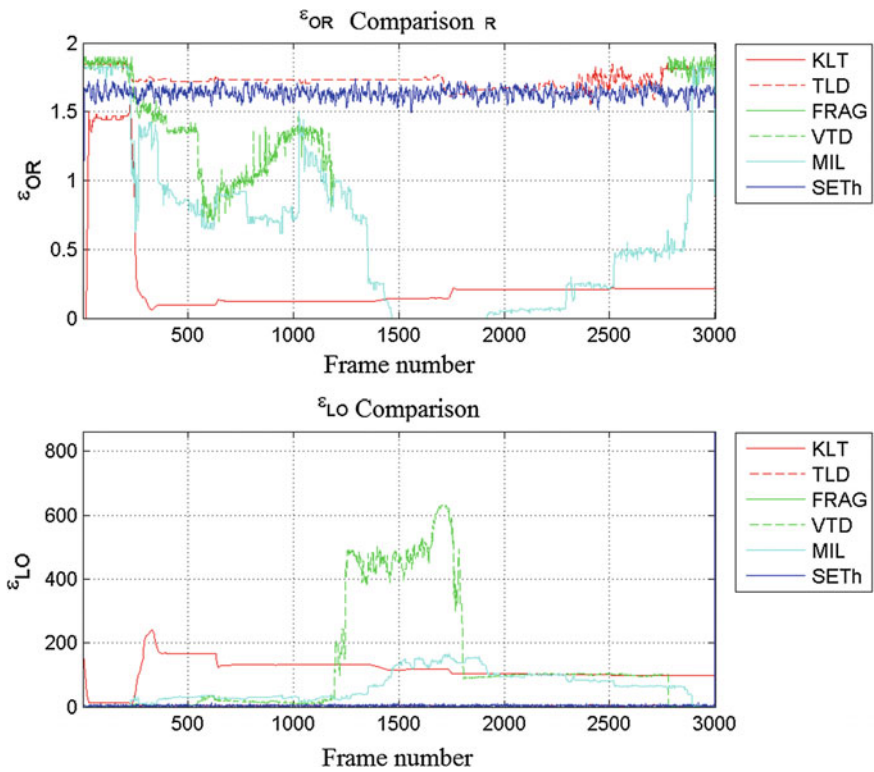 εOR Comparison R
2
1.5
1
0.5
0
εOR
500 1000 1500 2000 2500 3000
Frame number
KLT
TLD
FRAG
VTD
MIL
SETh
εLO Comparison
800
600
400
200
0
εLO
500 1000 1500 2000 2500 3000
Frame number
KLT
TLD
FRAG
VTD
MIL
SETh